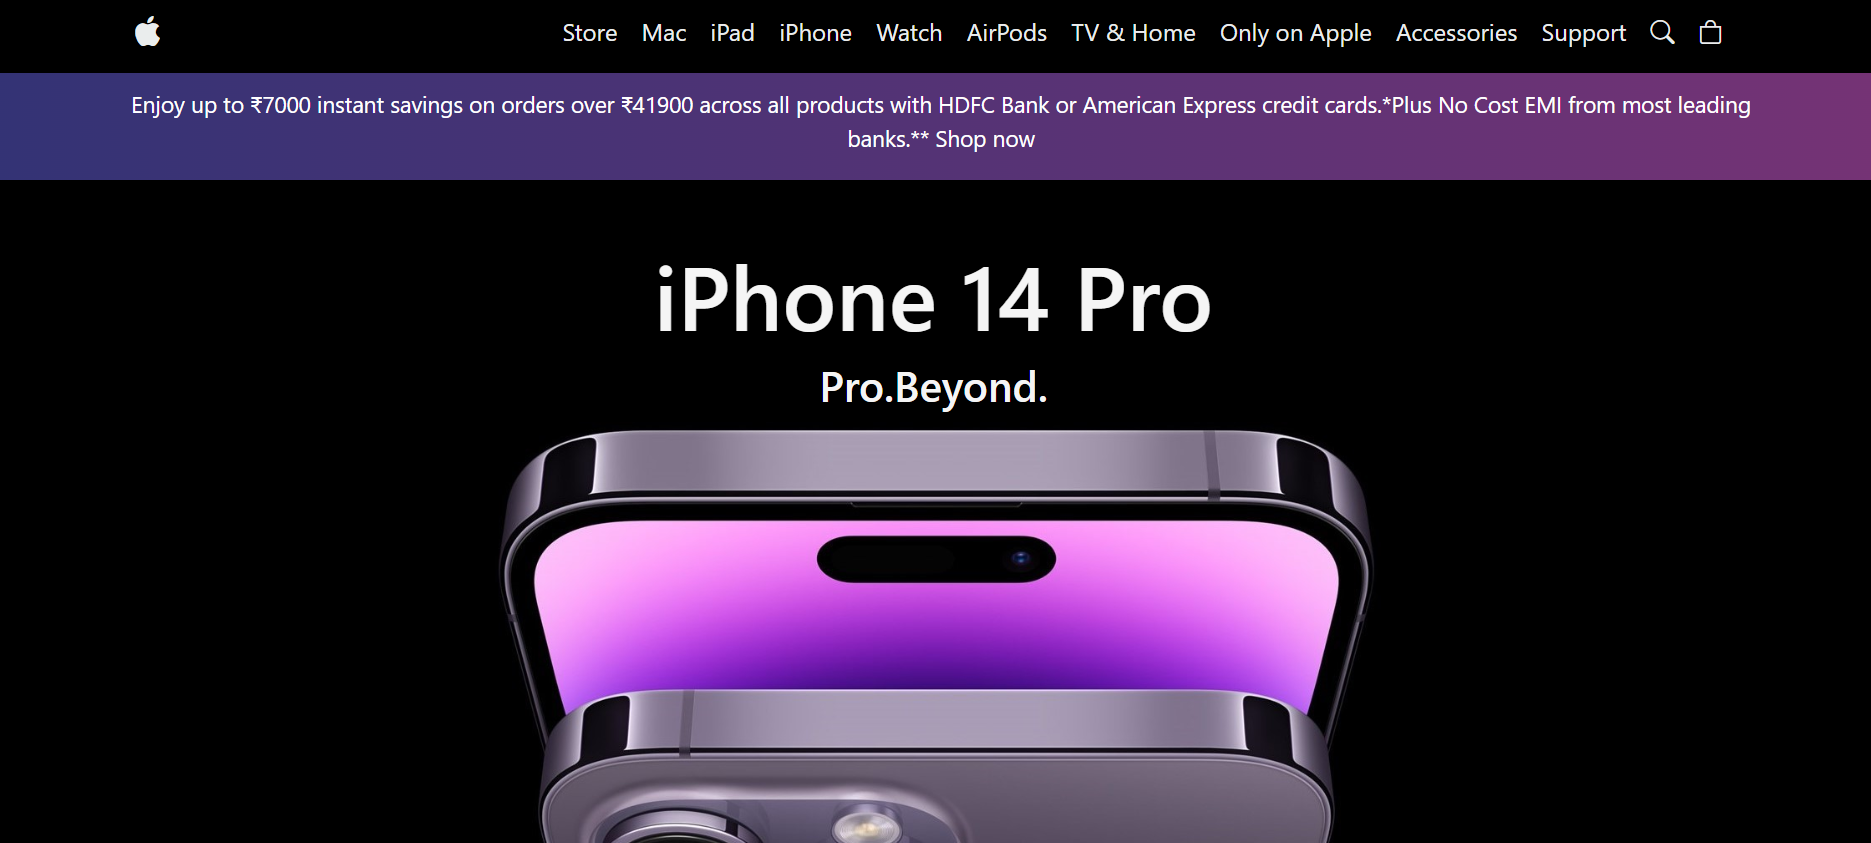 Store Mac iPad iPhone Watch AirPods TV & Home Only on Apple Accessories Support
Enjoy up to ₹7000 instant savings on orders over ₹41900 across all products with HDFC Bank or American Express credit cards.*Plus No Cost EMI from most leading
banks.** Shop now
iPhone 14 Pro
Pro.Beyond.